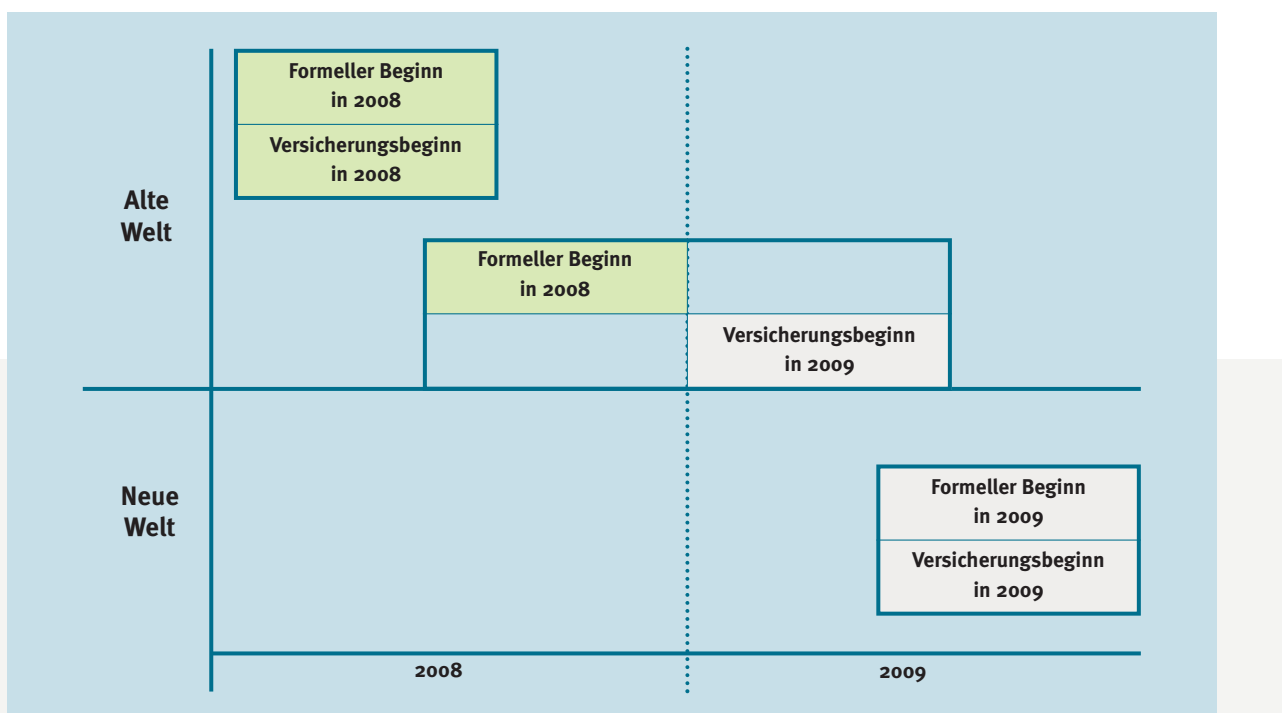 Formeller Beginn
in 2008
Versicherungsbeginn
in 2008
Alte
Welt
Formeller Beginn
in 2008
Versicherungsbeginn
in 2009
Neue
Welt
Formeller Beginn
in 2009
Versicherungsbeginn
in 2009
2008
2009